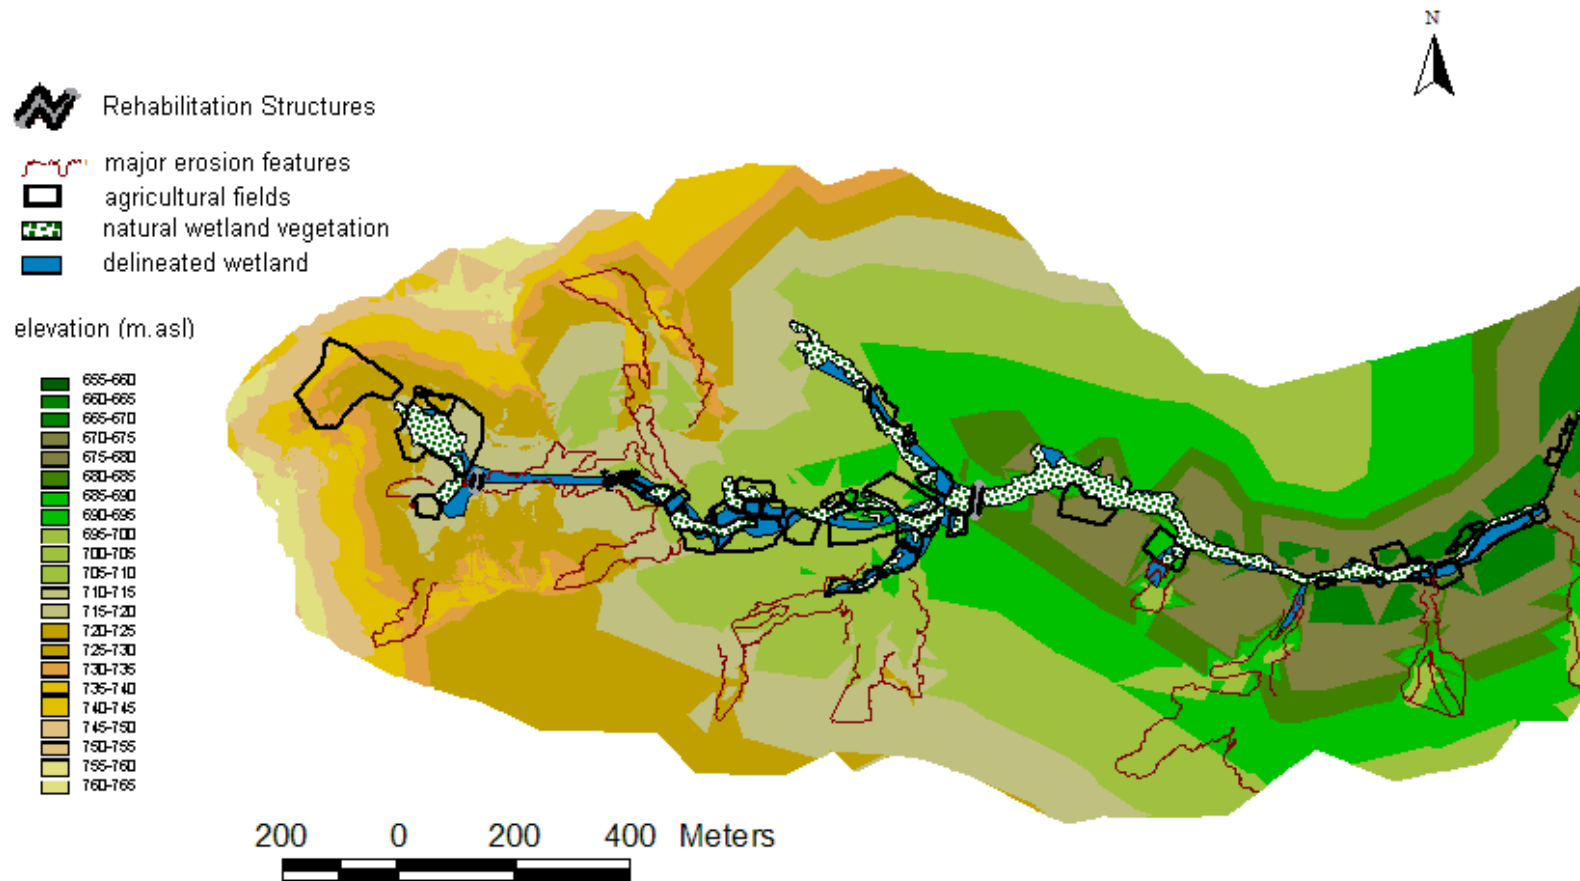 N
Rehabilitation Structures
major erosion features
agricultural fields
natural wetland vegetation
delineated wetland
elevation (m.asl)
655-660
660-665
665-670
670-675
675-680
680-685
685-690
690-695
695-700
700-705
705-710
710-715
715-720
720-725
725-730
730-735
735-740
740-745
745-750
750-755
755-760
760-765
200 0 200 400 Meters